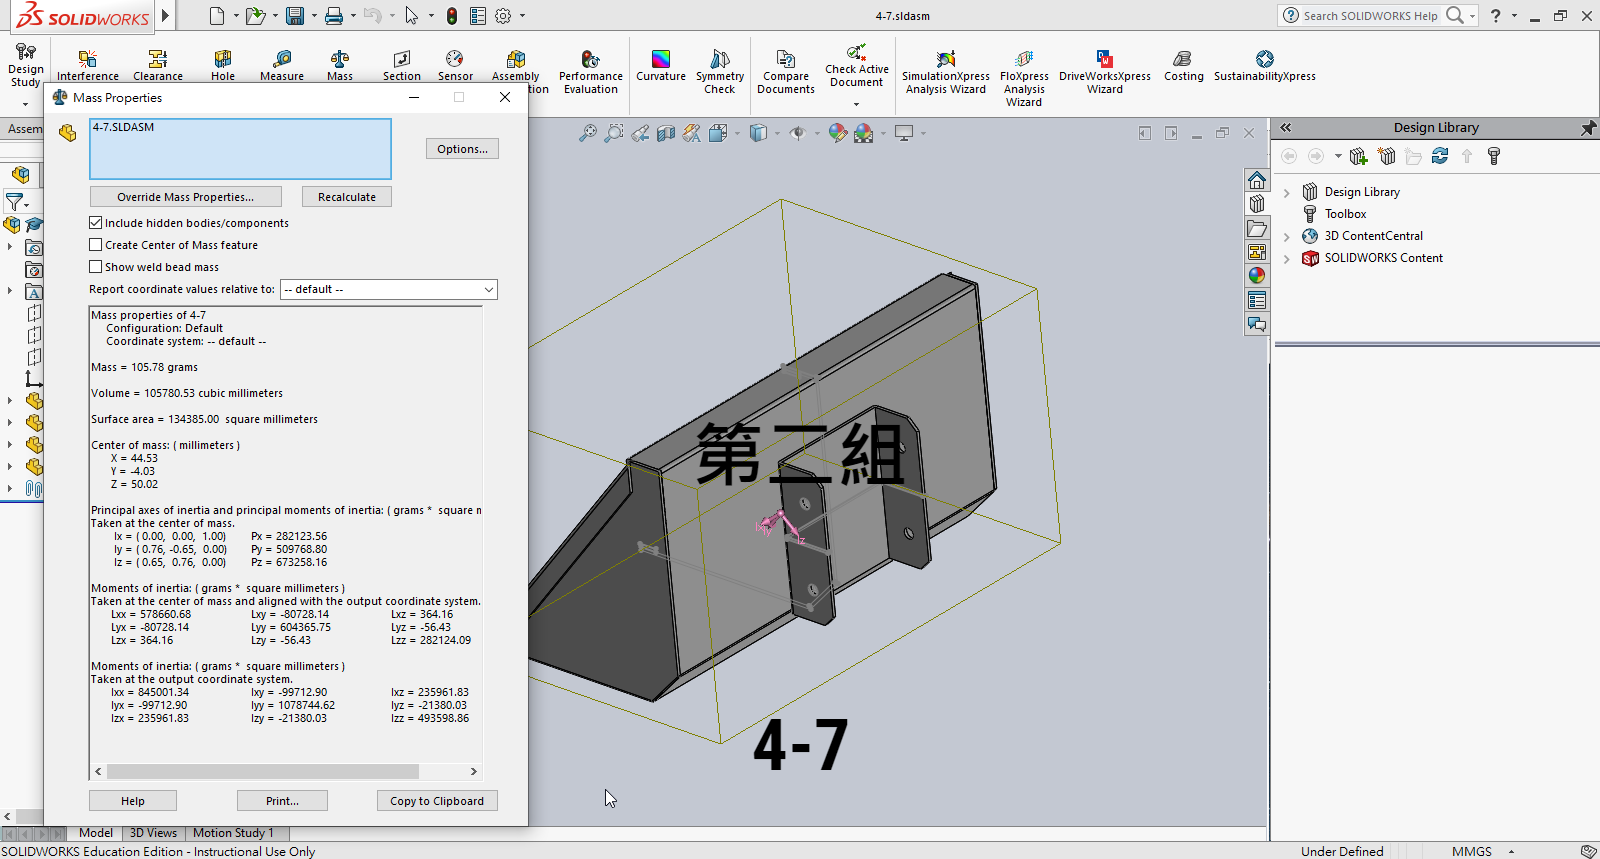 SOLIDWORKS
4-7.sldasm
Search SOLIDWORKS Help
?
Design Study
Interference
Clearance
Hole
Measure
Mass
Section
Sensor
Assembly
tion
Performance Evaluation
Curvature
Symmetry Check
Compare Documents
Check Active Document
SimulationXpress Analysis Wizard
FloXpress Analysis Wizard
DriveWorksXpress Wizard
Costing
SustainabilityXpress
Mass Properties
Assem
4-7.SLDASM
Options...
Override Mass Properties...
Recalculate
Include hidden bodies/components
Create Center of Mass feature
Show weld bead mass
Report coordinate values relative to:
-- default --
Mass properties of 4-7
Configuration: Default
Coordinate system: -- default --
Mass = 105.78 grams
Volume = 105780.53 cubic millimeters
Surface area = 134385.00 square millimeters
Center of mass: ( millimeters )
X = 44.53
Y = -4.03
Z = 50.02
Principal axes of inertia and principal moments of inertia: ( grams * square m
Taken at the center of mass.
Ix = ( 0.00, 0.00, 1.00) Px = 282123.56
Iy = ( 0.76, -0.65, 0.00) Py = 509768.80
Iz = ( 0.65, 0.76, 0.00) Pz = 673258.16
Moments of inertia: ( grams * square millimeters )
Taken at the center of mass and aligned with the output coordinate system.
Lxx = 578660.68 Lxy = -80728.14 Lxz = 364.16
Lyx = -80728.14 Lyy = 604365.75 Lyz = -56.43
Lzx = 364.16 Lzy = -56.43 Lzz = 282124.09
Moments of inertia: ( grams * square millimeters )
Taken at the output coordinate system.
Ixx = 845001.34 Ixy = -99712.90 Ixz = 235961.83
Iyx = -99712.90 Iyy = 1078744.62 Iyz = -21380.03
Izx = 235961.83 Izy = -21380.03 Izz = 493598.86
Help
Print...
Copy to Clipboard
第二組
Iy
Iz
4-7
Design Library
Design Library
Toolbox
3D ContentCentral
SOLIDWORKS Content
Model
3D Views
Motion Study 1
SOLIDWORKS Education Edition - Instructional Use Only
Under Defined
MMGS